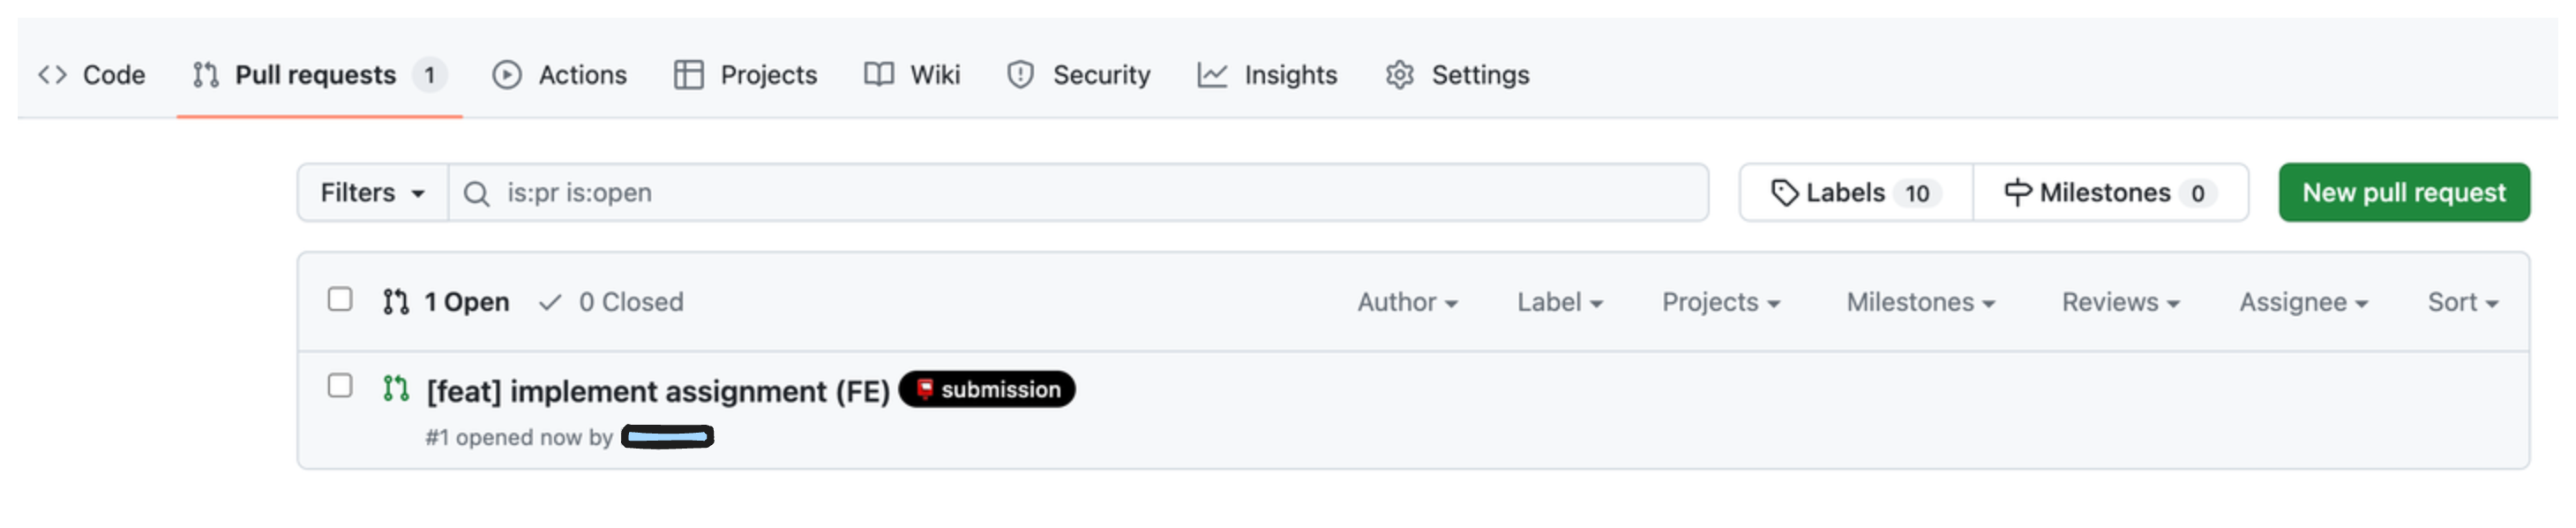 Code Pull requests 1 Actions Projects Wiki Security Insights Settings
Filters is:pr is:open Labels 10 Milestones 0 New pull request
1 Open 0 Closed Author Label Projects Milestones Reviews Assignee Sort
[feat] implement assignment (FE) submission
#1 opened now by